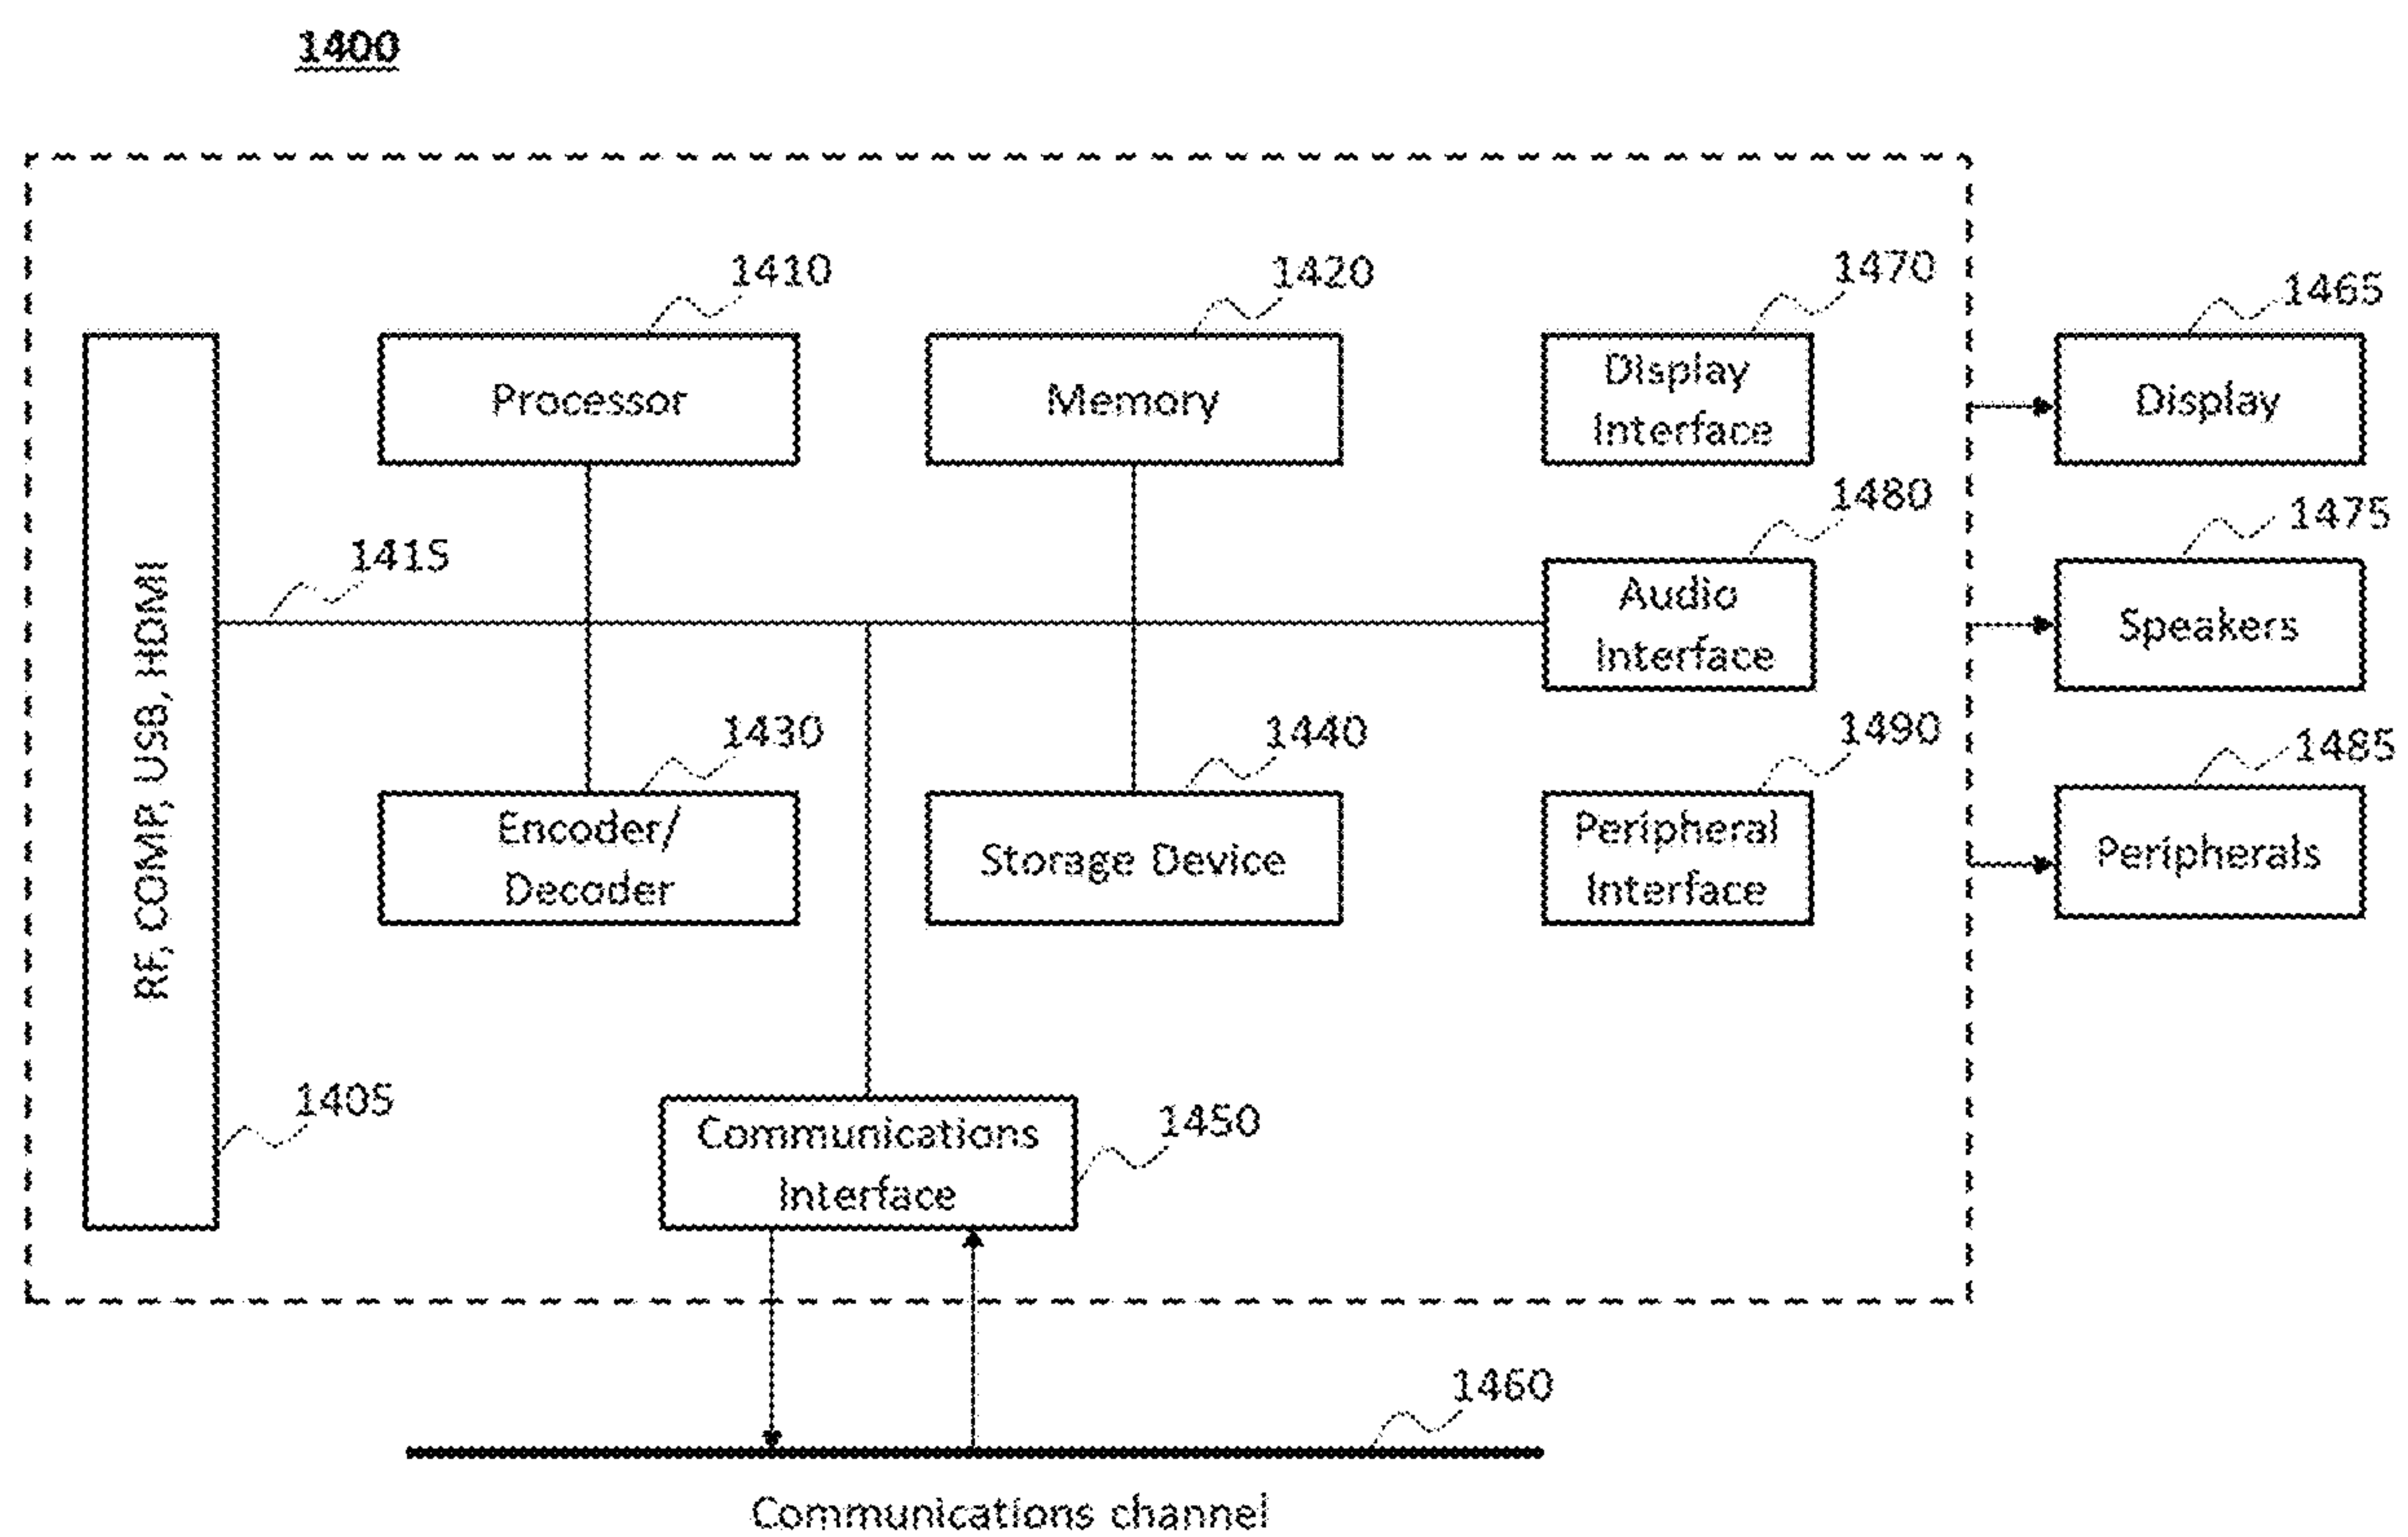 1400
1410
1420
1470
1465
Processor
Memory
Display
Interface
Display
1415
1480
1475
RF, COMP, USB, HDMI
Audio
Interface
Speakers
1430
1440
1490
1485
Encoder/
Decoder
Storage Device
Peripheral
Interface
Peripherals
1405
1450
Communications
Interface
1460
Communications channel